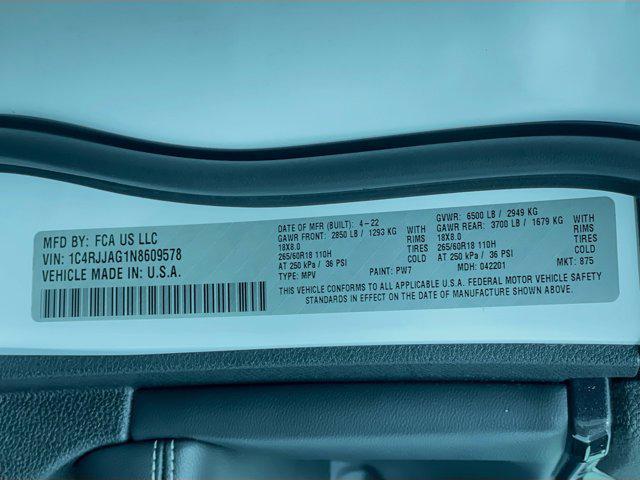 MFD BY: FCA US LLC
VIN: 1C4RJJAG1N8609578
VEHICLE MADE IN: U.S.A.
DATE OF MFR (BUILT): 4-22 GVWR: 6500 LB / 2949 KG
GAWR FRONT: 2850 LB / 1293 KG WITH GAWR REAR: 3700 LB / 1679 KG WITH
18X8.0 RIMS 18X8.0 RIMS
265/60R18 110H TIRES 265/60R18 110H TIRES
AT 250 kPa / 36 PSI COLD AT 250 kPa / 36 PSI COLD
TYPE: MPV PAINT: PW7 MDH: 042201 MKT: 875
THIS VEHICLE CONFORMS TO ALL APPLICABLE U.S.A. FEDERAL MOTOR VEHICLE SAFETY
STANDARDS IN EFFECT ON THE DATE OF MANUFACTURE SHOWN ABOVE.